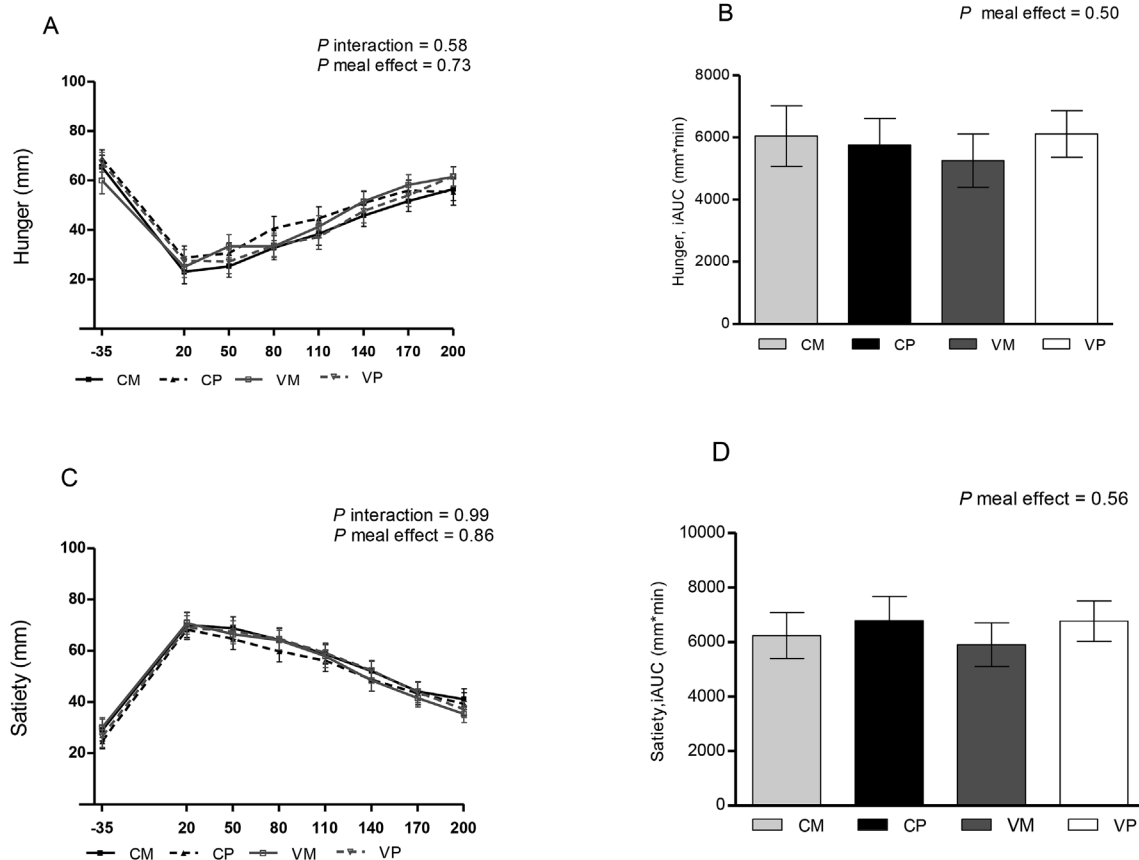 A
P interaction = 0.58
P meal effect = 0.73
Hunger (mm)
100
80
60
40
20
-35 20 50 80 110 140 170 200
CM CP VM VP
B
P meal effect = 0.50
Hunger, iAUC (mm*min)
8000
6000
4000
2000
0
CM CP VM VP
C
P interaction = 0.99
P meal effect = 0.86
Satiety (mm)
100
80
60
40
20
-35 20 50 80 110 140 170 200
CM CP VM VP
D
P meal effect = 0.56
Satiety,iAUC (mm*min)
10000
8000
6000
4000
2000
0
CM CP VM VP